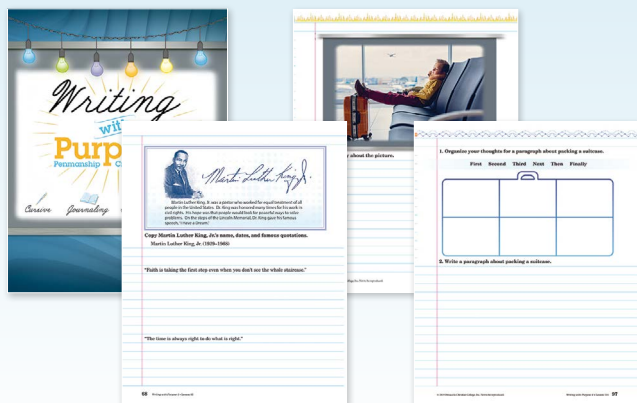 Writing
wit
Purp
Penmanship C
Cursive Journaling
y about the picture.
Martin Luther King Jr.
Martin Luther King, Jr. was a pastor who worked for equal treatment of all
people in the United States. Dr. King was honored many times for his work in
civil rights. His hope was that people would look for peaceful ways to solve
problems. On the steps of the Lincoln Memorial, Dr. King gave his famous
speech, "I Have a Dream."
Copy Martin Luther King, Jr.'s name, dates, and famous quotations.
Martin Luther King, Jr. (1929–1968)
"Faith is taking the first step even when you don't see the whole staircase."
"The time is always right to do what is right."
88
1. Organize your thoughts for a paragraph about packing a suitcase.
First Second Third Next Then Finally
2. Write a paragraph about packing a suitcase.
97